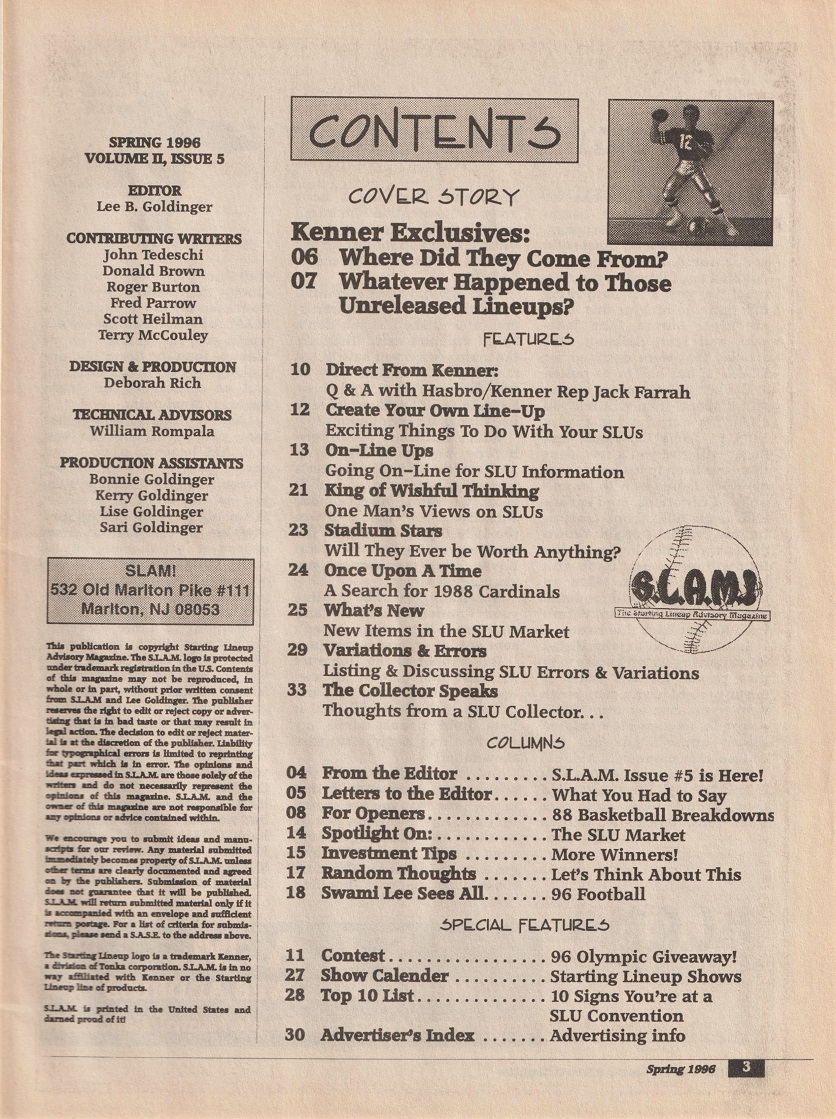 SPRING 1996
VOLUME II, ISSUE 5
EDITOR
Lee B. Goldinger
CONTRIBUTING WRITERS
John Tedeschi
Donald Brown
Roger Burton
Fred Parrow
Scott Heilman
Terry McCouley
DESIGN & PRODUCTION
Deborah Rich
TECHNICAL ADVISORS
William Rompala
PRODUCTION ASSISTANTS
Bonnie Goldinger
Kerry Goldinger
Lise Goldinger
Sari Goldinger
SLAM!
532 Old Marlton Pike #111
Marlton, NJ 08053
This publication is copyright Starting Lineup
Advisory Magazine. The S.L.A.M. logo is protected
under trademark registration in the U.S. Contents
of this magazine may not be reproduced, in
whole or in part, without prior written consent
from S.L.A.M and Lee Goldinger. The publisher
reserves the right to edit or reject copy or adver-
tising that is in bad taste or that may result in
legal action. The decision to edit or reject mater-
ial is at the discretion of the publisher. Liability
for typographical errors is limited to reprinting
that part which is in error. The opinions and
ideas expressed in S.L.A.M. are those solely of the
writers and do not necessarily represent the
opinions of this magazine. S.L.A.M. and the
owner of this magazine are not responsible for
any opinions or advice contained within.
We encourage you to submit ideas and manu-
scripts for our review. Any material submitted
immediately becomes property of S.L.A.M. unless
other terms are clearly documented and agreed
on by the publishers. Submission of material
does not guarantee that it will be published.
S.L.A.M. will return submitted material only if it
is accompanied with an envelope and sufficient
return postage. For a list of criteria for submis-
sions, please send a S.A.S.E. to the address above.
The Starting Lineup logo is a trademark Kenner,
a division of Tonka corporation. S.L.A.M. is in no
way affiliated with Kenner or the Starting
Lineup line of products.
S.L.A.M. is printed in the United States and
darned proud of it!
CONTENTS
12
COVER STORY
Kenner Exclusives:
06 Where Did They Come From?
07 Whatever Happened to Those
Unreleased Lineups?
FEATURES
10 Direct From Kenner:
Q & A with Hasbro/Kenner Rep Jack Farrah
12 Create Your Own Line-Up
Exciting Things To Do With Your SLUs
13 On-Line Ups
Going On-Line for SLU Information
21 King of Wishful Thinking
One Man's Views on SLUs
23 Stadium Stars
Will They Ever be Worth Anything?
24 Once Upon A Time
A Search for 1988 Cardinals
25 What's New
New Items in the SLU Market
29 Variations & Errors
Listing & Discussing SLU Errors & Variations
33 The Collector Speaks
Thoughts from a SLU Collector. . .
S.L.A.M!
The Starting Lineup Advisory Magazine
COLUMNS
04 From the Editor ......... S.L.A.M. Issue #5 is Here!
05 Letters to the Editor...... What You Had to Say
08 For Openers............. 88 Basketball Breakdowns
14 Spotlight On:............ The SLU Market
15 Investment Tips ......... More Winners!
17 Random Thoughts ....... Let's Think About This
18 Swami Lee Sees All....... 96 Football
SPECIAL FEATURES
11 Contest................. 96 Olympic Giveaway!
27 Show Calender .......... Starting Lineup Shows
28 Top 10 List.............. 10 Signs You're at a
SLU Convention
30 Advertiser's Index ....... Advertising info
Spring 1996 3